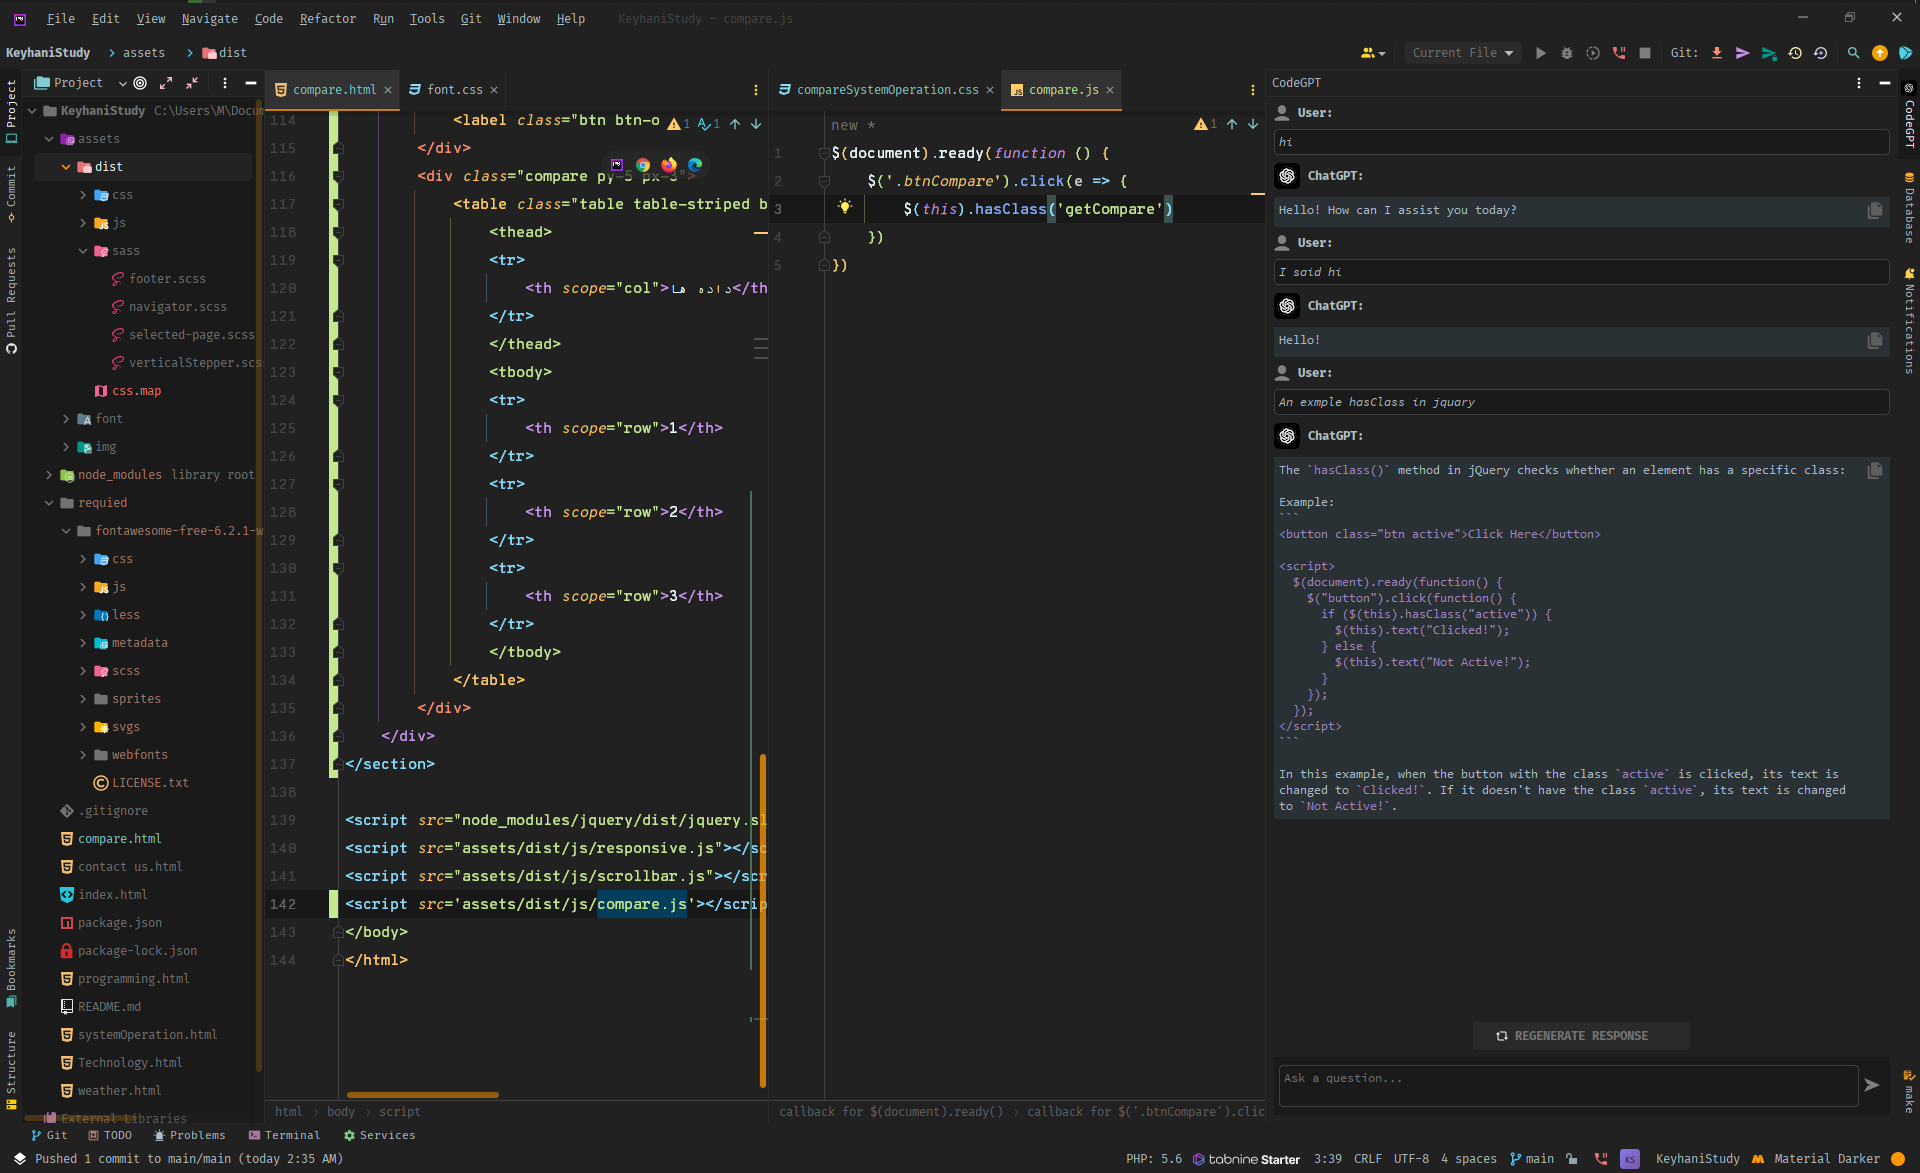 File Edit View Navigate Code Refactor Run Tools Git Window Help KeyhaniStudy - compare.js
KeyhaniStudy assets dist
Current File Git:
Project
compare.html font.css
compareSystemOperation.css compare.js
CodeGPT
Project
Commit
Pull Requests
Bookmarks
Structure
KeyhaniStudy C:\Users\M\Docum
assets
dist
css
js
sass
footer.scss
navigator.scss
selected-page.scss
verticalStepper.scs
css.map
font
img
node_modules library root
requied
fontawesome-free-6.2.1-w
css
js
less
metadata
scss
sprites
svgs
webfonts
LICENSE.txt
.gitignore
compare.html
contact us.html
index.html
package.json
package-lock.json
programming.html
README.md
systemOperation.html
Technology.html
weather.html
External Libraries
1 1
114 <label class="btn btn-o
115 </div>
116 <div class="compare py-5 px-3">
117 <table class="table table-striped b
118 <thead>
119 <tr>
120 <th scope="col">داده ها</th
121 </tr>
122 </thead>
123 <tbody>
124 <tr>
125 <th scope="row">1</th>
126 </tr>
127 <tr>
128 <th scope="row">2</th>
129 </tr>
130 <tr>
131 <th scope="row">3</th>
132 </tr>
133 </tbody>
134 </table>
135 </div>
136 </div>
137 </section>
138
139 <script src="node_modules/jquery/dist/jquery.sl
140 <script src="assets/dist/js/responsive.js"></sc
141 <script src="assets/dist/js/scrollbar.js"></scr
142 <script src='assets/dist/js/compare.js'></scrip
143 </body>
144 </html>
html body script
new *
1
1 $(document).ready(function () {
2 $('.btnCompare').click(e => {
3 $(this).hasClass('getCompare')
4 })
5 })
callback for $(document).ready() callback for $('.btnCompare').clic
User:
hi
ChatGPT:
Hello! How can I assist you today?
User:
I said hi
ChatGPT:
Hello!
User:
An exmple hasClass in jquary
ChatGPT:
The `hasClass()` method in jQuery checks whether an element has a specific class:
Example:
```
<button class="btn active">Click Here</button>
<script>
$(document).ready(function() {
$("button").click(function() {
if ($(this).hasClass("active")) {
$(this).text("Clicked!");
} else {
$(this).text("Not Active!");
}
});
});
</script>
```
In this example, when the button with the class `active` is clicked, its text is
changed to `Clicked!`. If it doesn't have the class `active`, its text is changed
to `Not Active!`.
REGENERATE RESPONSE
Ask a question...
CodeGPT
Database
Notifications
make
Git TODO Problems Terminal Services
Pushed 1 commit to main/main (today 2:35 AM)
PHP: 5.6 tabnine Starter 3:39 CRLF UTF-8 4 spaces main KS KeyhaniStudy Material Darker